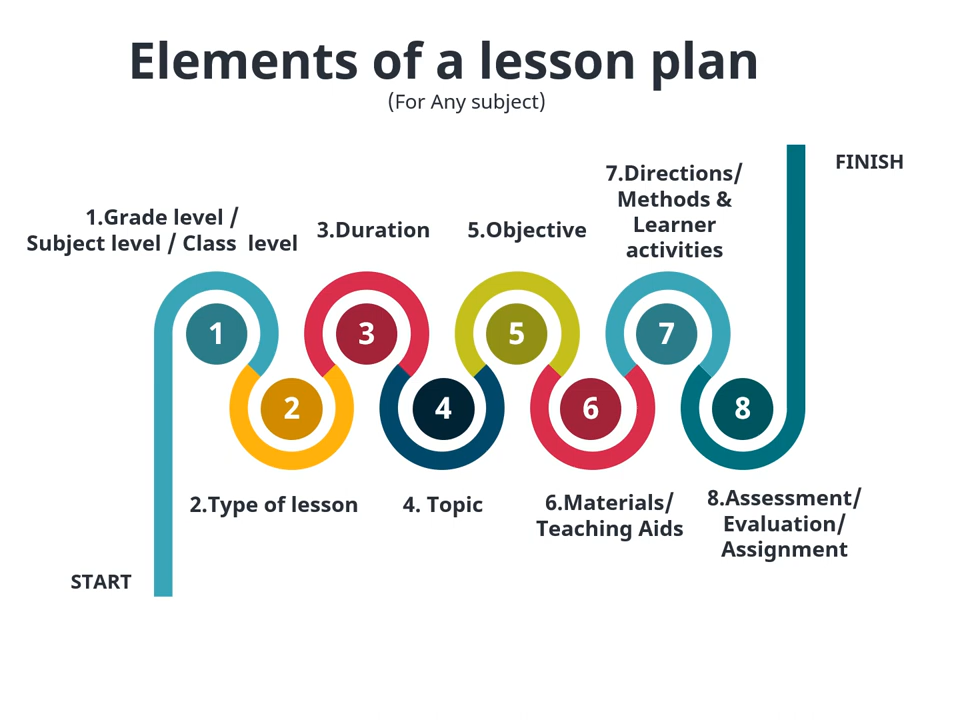 Elements of a lesson plan
(For Any subject)
FINISH
7.Directions/
Methods &
Learner
activities
1.Grade level /
Subject level / Class  level
3.Duration
5.Objective
1
3
5
7
2
4
6
8
2.Type of lesson
4. Topic
6.Materials/
Teaching Aids
8.Assessment/
Evaluation/
Assignment
START